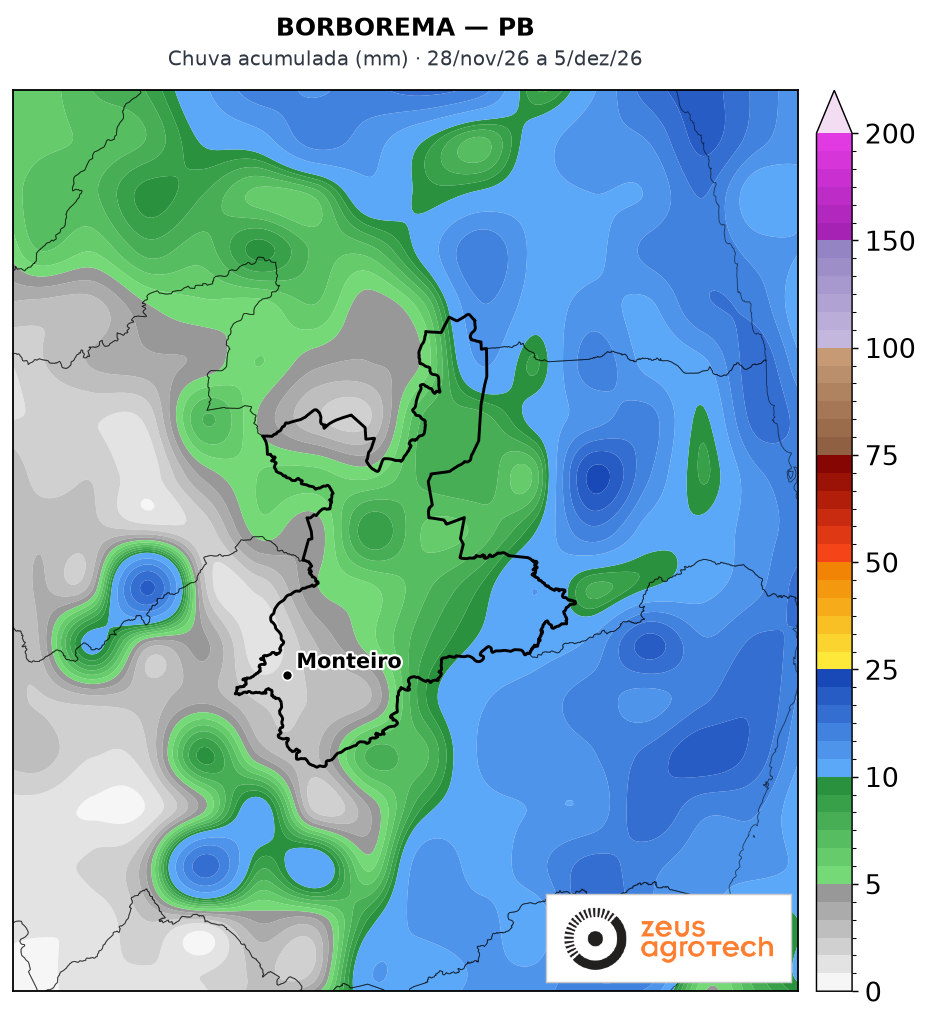 BORBOREMA — PB
Chuva acumulada (mm) · 28/nov/26 a 5/dez/26
200
150
100
75
50
25
10
5
0
Monteiro
zeus
agrotech